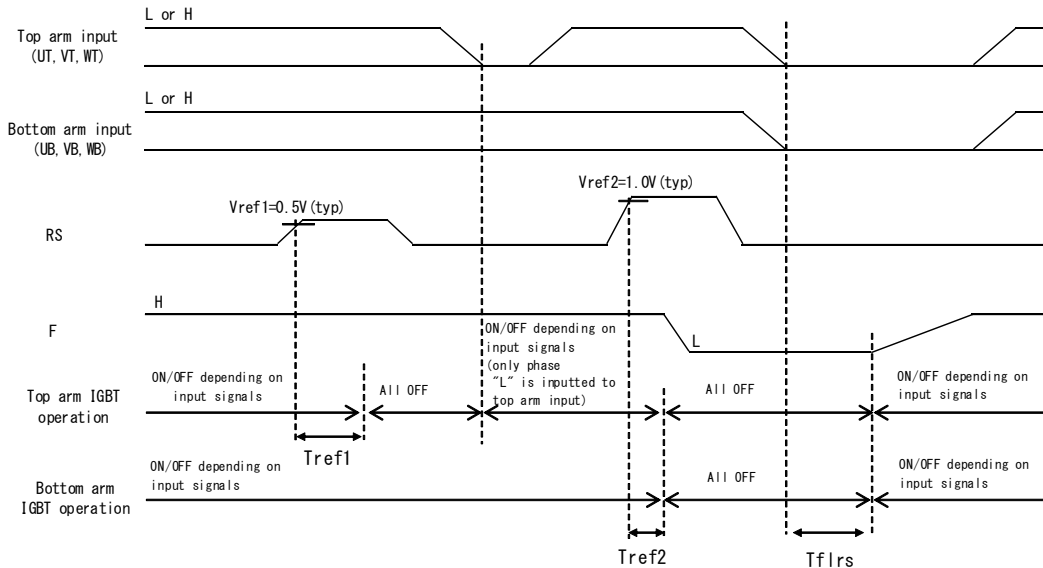 L or H
Top arm input
(UT, VT, WT)
L or H
Bottom arm input
(UB, VB, WB)
Vref1=0.5V(typ)
Vref2=1.0V(typ)
RS
H
F
L
ON/OFF depending on
input signals
(only phase
"L" is inputted to
top arm input)
ON/OFF depending on
input signals
All OFF
All OFF
ON/OFF depending on
input signals
Top arm IGBT
operation
Tref1
ON/OFF depending on
input signals
All OFF
ON/OFF depending on
input signals
Bottom arm
IGBT operation
Tref2
Tflrs